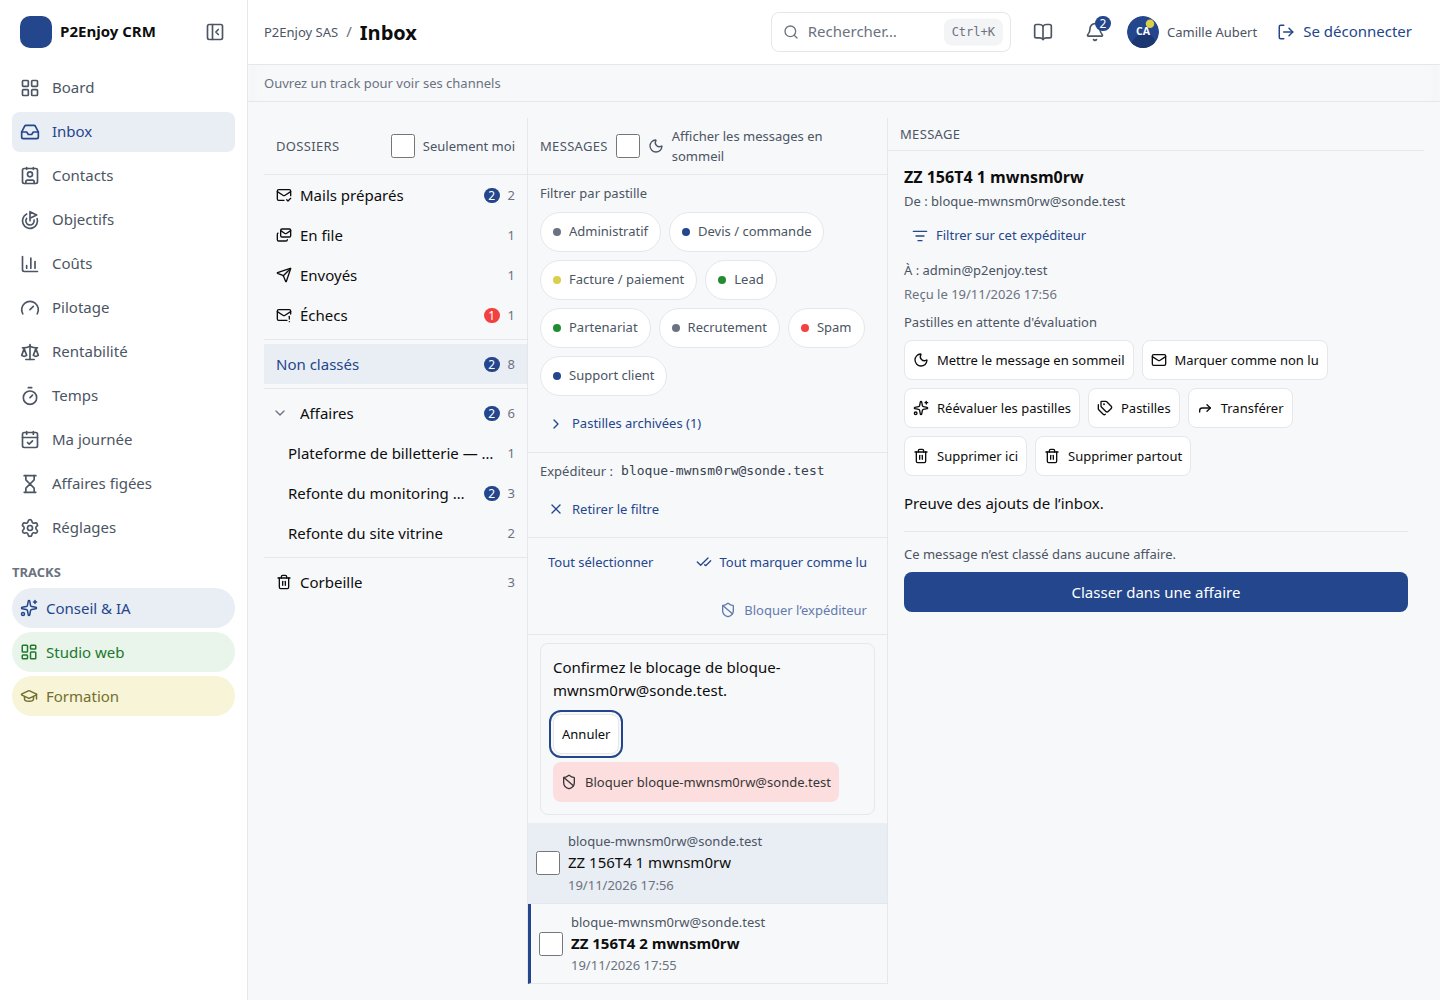 P2Enjoy CRM
P2Enjoy SAS / Inbox
Rechercher...
Ctrl+K
2
CA
Camille Aubert
Se déconnecter
Ouvrez un track pour voir ses channels
Board
Inbox
Contacts
Objectifs
Coûts
Pilotage
Rentabilité
Temps
Ma journée
Affaires figées
Réglages
TRACKS
Conseil & IA
Studio web
Formation
DOSSIERS
Seulement moi
Mails préparés 2 2
En file 1
Envoyés 1
Échecs 1 1
Non classés 2 8
Affaires 2 6
Plateforme de billetterie — ... 1
Refonte du monitoring ... 2 3
Refonte du site vitrine 2
Corbeille 3
MESSAGES
Afficher les messages en
sommeil
Filtrer par pastille
Administratif
Devis / commande
Facture / paiement
Lead
Partenariat
Recrutement
Spam
Support client
Pastilles archivées (1)
Expéditeur : bloque-mwnsm0rw@sonde.test
Retirer le filtre
Tout sélectionner
Tout marquer comme lu
Bloquer l’expéditeur
Confirmez le blocage de bloque-
mwnsm0rw@sonde.test.
Annuler
Bloquer bloque-mwnsm0rw@sonde.test
bloque-mwnsm0rw@sonde.test
ZZ 156T4 1 mwnsm0rw
19/11/2026 17:56
bloque-mwnsm0rw@sonde.test
ZZ 156T4 2 mwnsm0rw
19/11/2026 17:55
MESSAGE
ZZ 156T4 1 mwnsm0rw
De : bloque-mwnsm0rw@sonde.test
Filtrer sur cet expéditeur
À : admin@p2enjoy.test
Reçu le 19/11/2026 17:56
Pastilles en attente d'évaluation
Mettre le message en sommeil
Marquer comme non lu
Réévaluer les pastilles
Pastilles
Transférer
Supprimer ici
Supprimer partout
Preuve des ajouts de l’inbox.
Ce message n’est classé dans aucune affaire.
Classer dans une affaire